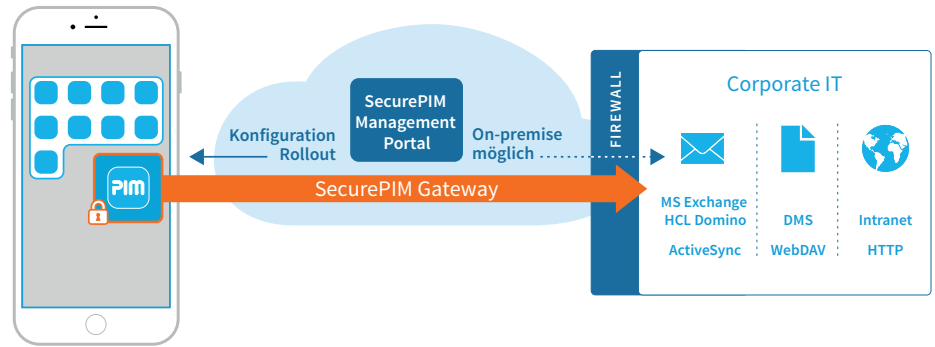 PIM
Konfiguration
Rollout
SecurePIM
Management
Portal
On-premise
möglich
SecurePIM Gateway
FIREWALL
Corporate IT
MS Exchange
HCL Domino
ActiveSync
DMS
WebDAV
Intranet
HTTP